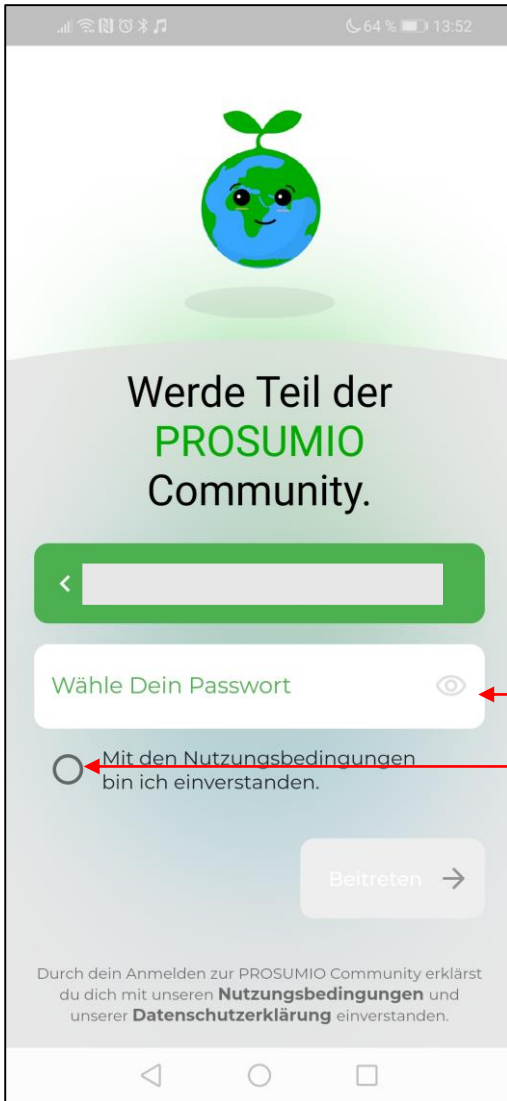 64 % 13:52
Werde Teil der
PROSUMIO
Community.
Wähle Dein Passwort
Mit den Nutzungsbedingungen
bin ich einverstanden.
Beitreten
Durch dein Anmelden zur PROSUMIO Community erklärst
du dich mit unseren Nutzungsbedingungen und
unserer Datenschutzerklärung einverstanden.